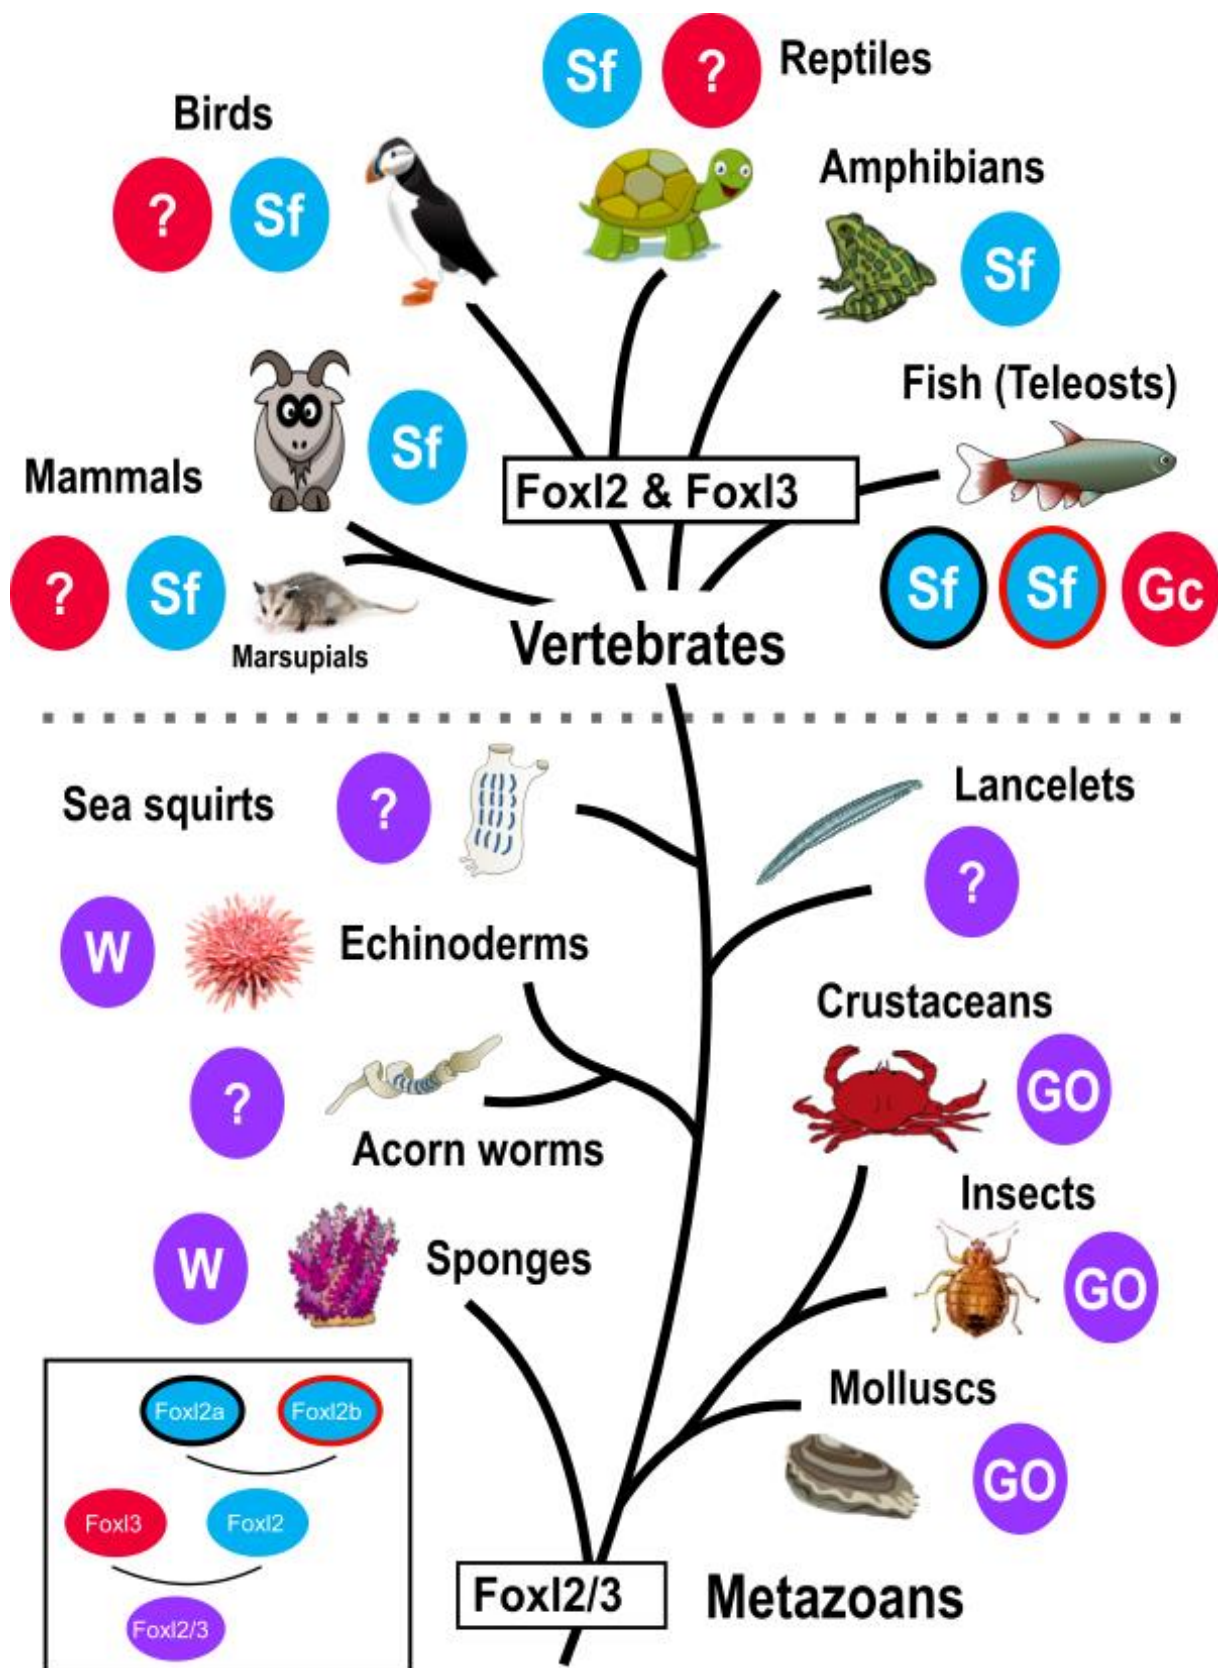 Sf ? Reptiles
Birds
? Sf
Amphibians
Sf
Fish (Teleosts)
Sf
Mammals
Foxl2 & Foxl3
? Sf
Sf Sf Gc
Marsupials
Vertebrates
Sea squirts ?
Lancelets
?
W Echinoderms
Crustaceans
GO
?
Acorn worms
Insects
W Sponges
GO
Molluscs
GO
Foxl2a Foxl2b
Foxl3 Foxl2
Foxl2/3
Foxl2/3 Metazoans